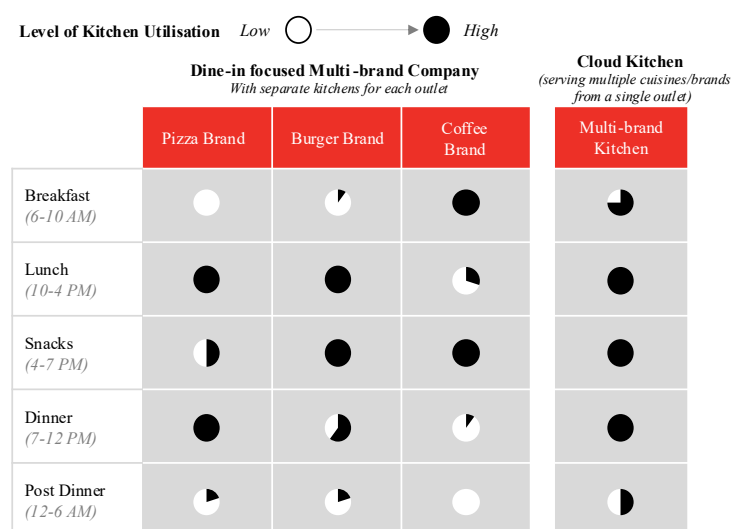 Level of Kitchen Utilisation Low High
Dine-in focused Multi-brand Company
With separate kitchens for each outlet
Cloud Kitchen
(serving multiple cuisines/brands
from a single outlet)
Pizza Brand
Burger Brand
Coffee
Brand
Multi-brand
Kitchen
Breakfast
(6-10 AM)
Lunch
(10-4 PM)
Snacks
(4-7 PM)
Dinner
(7-12 PM)
Post Dinner
(12-6 AM)